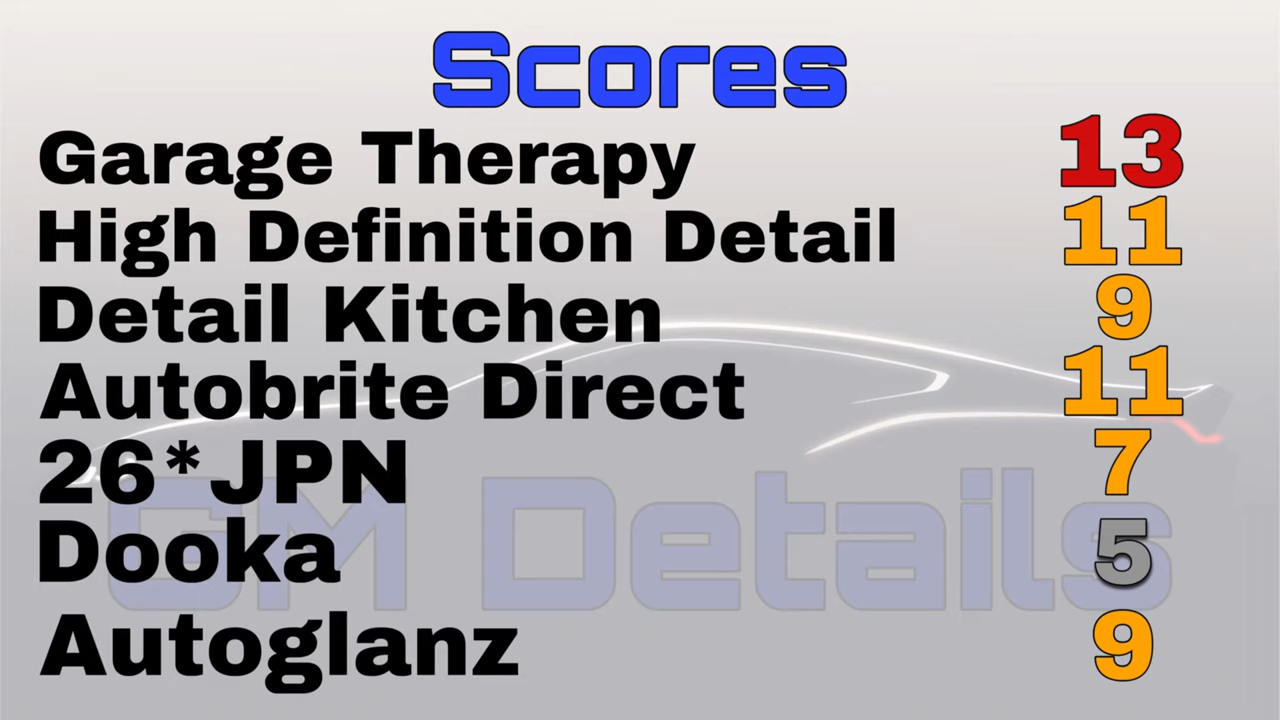 Scores
Garage Therapy 13
High Definition Detail 11
Detail Kitchen 9
Autobrite Direct 11
26*JPN 7
Dooka 5
Autoglanz 9
GM Details